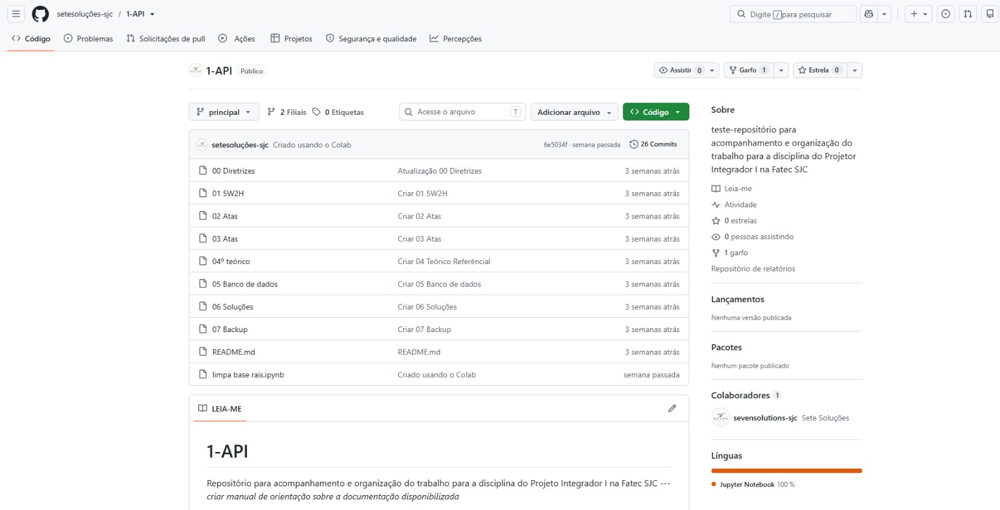 setesoluções-sjc / 1-API
Digite / para pesquisar
Código
Problemas
Solicitações de pull
Ações
Projetos
Segurança e qualidade
Percepções
1-API Público
Assistir 0
Garfo 1
Estrela 0
principal
2 Filiais
0 Etiquetas
Acesse o arquivo T
Adicionar arquivo
Código
setesoluções-sjc Criado usando o Colab 6e5034f · semana passada 26 Commits
00 Diretrizes Atualização 00 Diretrizes 3 semanas atrás
01 5W2H Criar 01 5W2H 3 semanas atrás
02 Atas Criar 02 Atas 3 semanas atrás
03 Atas Criar 03 Atas 3 semanas atrás
04º teórico Criar 04 Teórico Referêncial 3 semanas atrás
05 Banco de dados Criar 05 Banco de dados 3 semanas atrás
06 Soluções Criar 06 Soluções 3 semanas atrás
07 Backup Criar 07 Backup 3 semanas atrás
README.md README.md 3 semanas atrás
limpa base rais.ipynb Criado usando o Colab semana passada
LEIA-ME
1-API
Repositório para acompanhamento e organização do trabalho para a disciplina do Projeto Integrador I na Fatec SJC ---
criar manual de orientação sobre a documentação disponibilizada
Sobre
teste-repositório para
acompanhamento e organização do
trabalho para a disciplina do Projetor
Integrador I na Fatec SJC
Leia-me
Atividade
0 estrelas
0 pessoas assistindo
1 garfo
Repositório de relatórios
Lançamentos
Nenhuma versão publicada
Pacotes
Nenhum pacote publicado
Colaboradores 1
SEVEN
sevensolutions-sjc Sete Soluções
Línguas
Jupyter Notebook 100 %